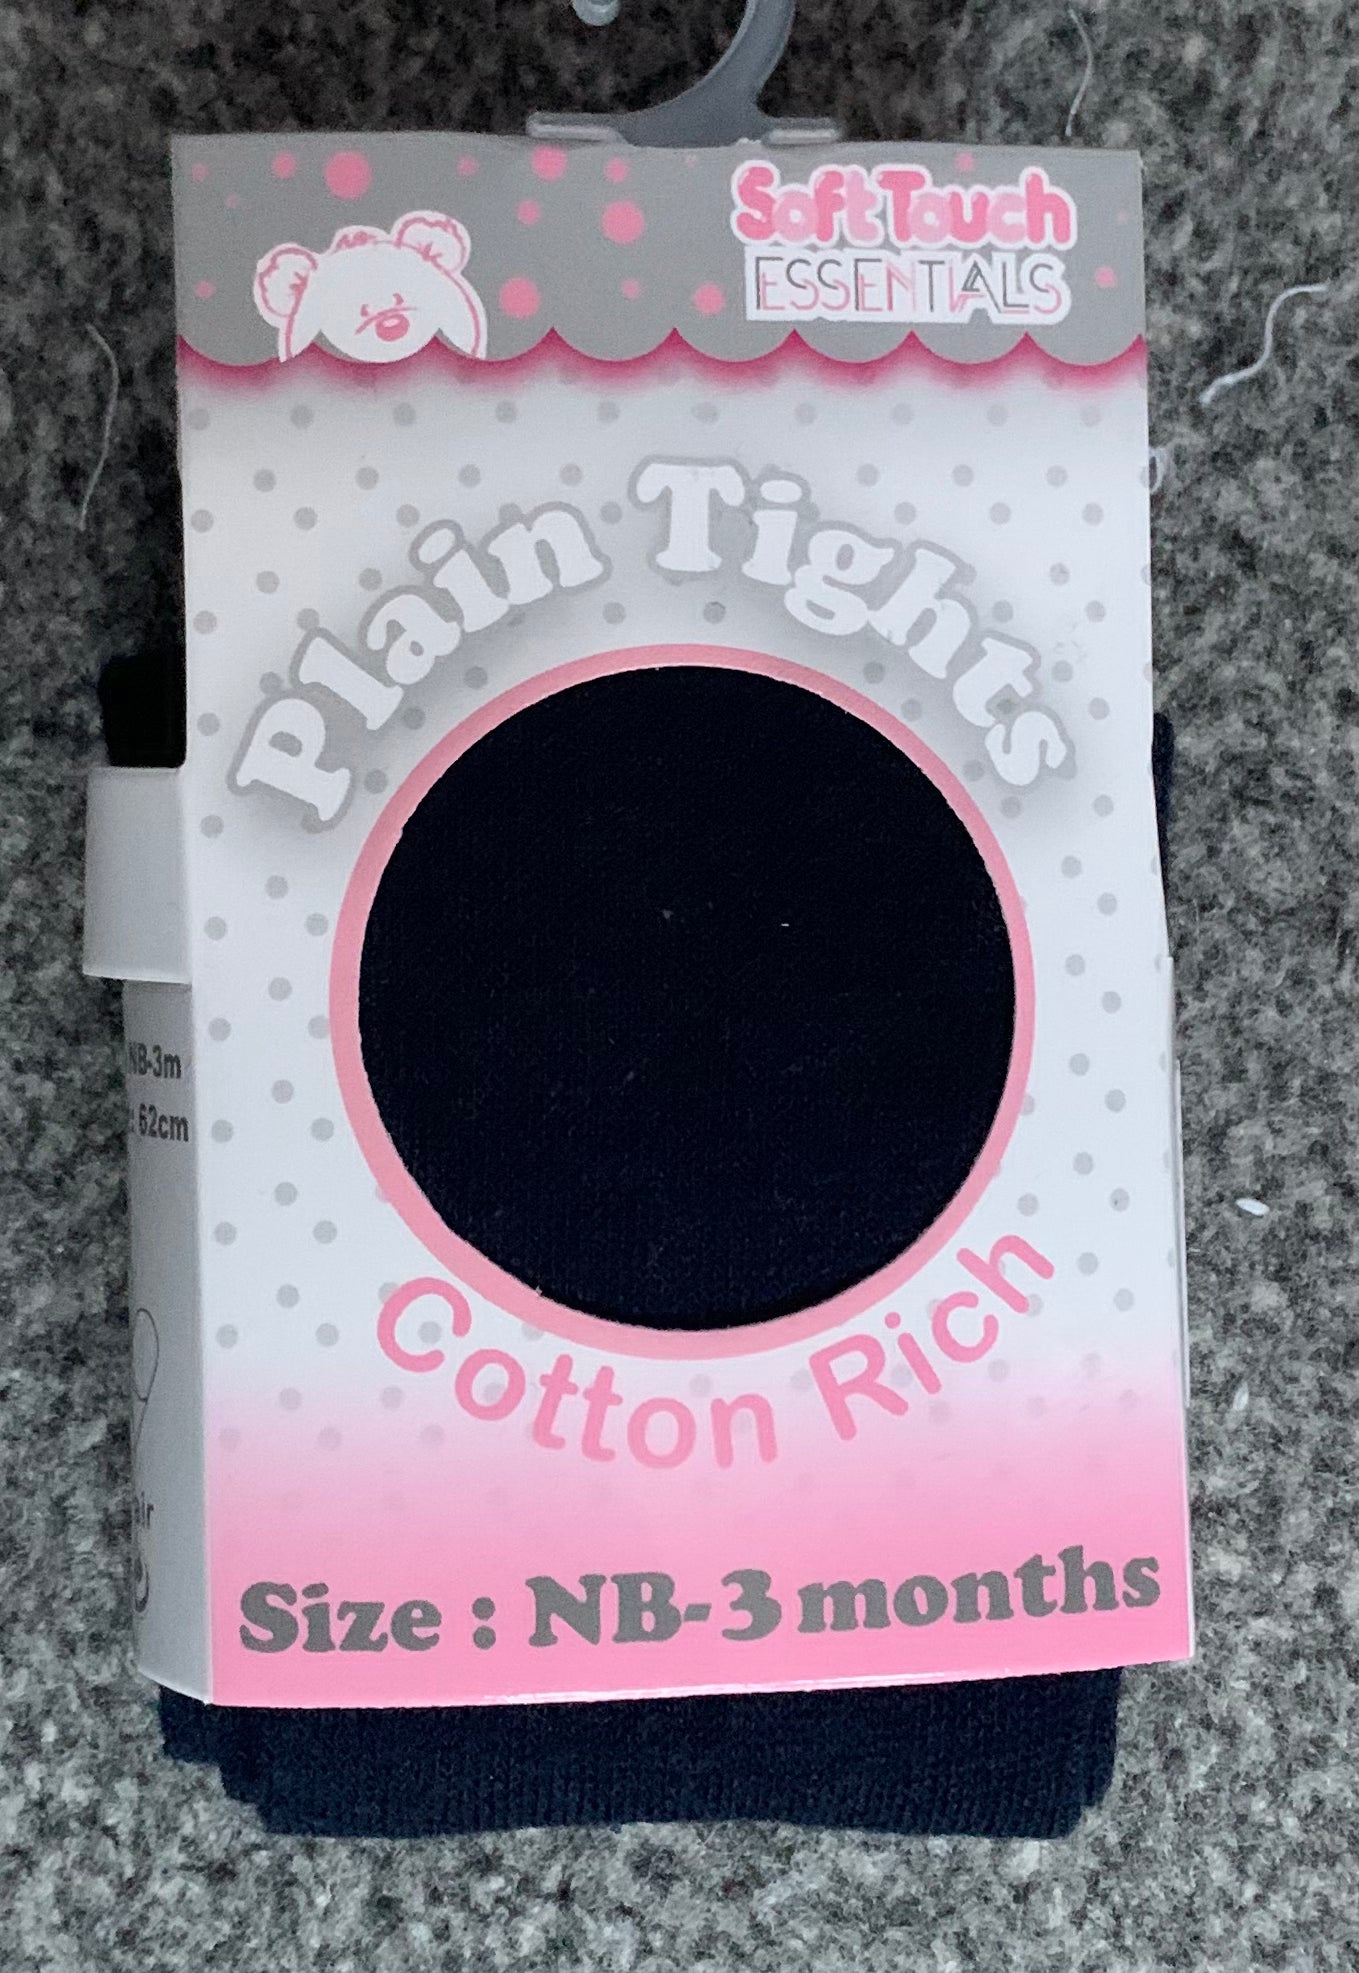 Soft Touch
ESSENTIALS
Plain Tights
NB-3m
: 62cm
Cotton Rich
Size : NB-3 months